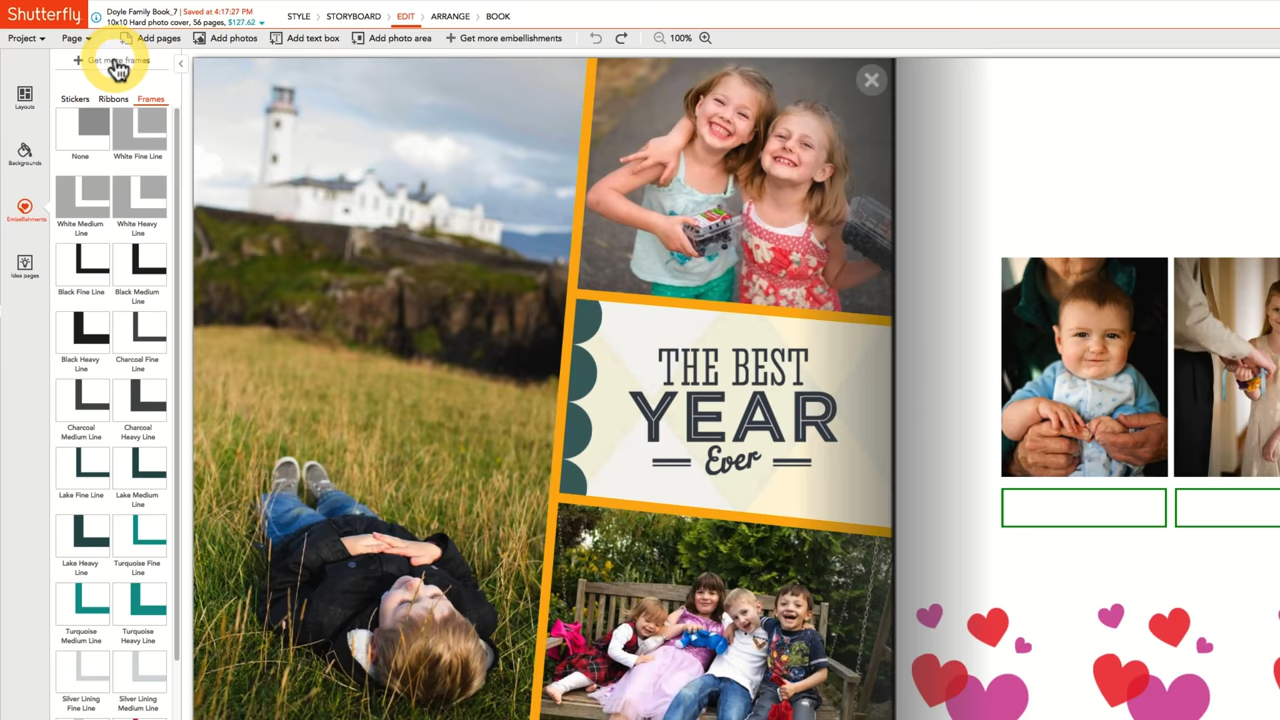 Shutterfly
Doyle Family Book_7 | Saved at 4:17:27 PM
10x10 Hard photo cover, 56 pages, $127.62
STYLE
STORYBOARD
EDIT
ARRANGE
BOOK
Project
Page
Add pages
Add photos
Add text box
Add photo area
Get more embellishments
100%
Get more frames
Stickers
Ribbons
Frames
Layouts
Backgrounds
Embellishments
Idea pages
None
White Fine Line
White Medium
Line
White Heavy
Line
Black Fine Line
Black Medium
Line
Black Heavy
Line
Charcoal Fine
Line
Charcoal
Medium Line
Charcoal
Heavy Line
Lake Fine Line
Lake Medium
Line
Lake Heavy
Line
Turquoise Fine
Line
Turquoise
Medium Line
Turquoise
Heavy Line
Silver Lining
Fine Line
Silver Lining
Medium Line
THE BEST
YEAR
Ever